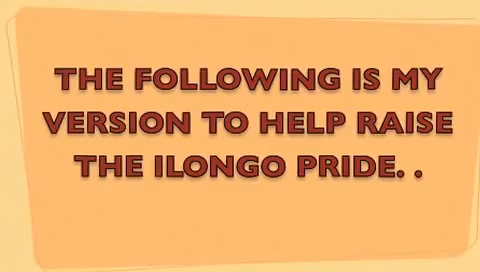 THE FOLLOWING IS MY
VERSION TO HELP RAISE
THE ILONGO PRIDE. .